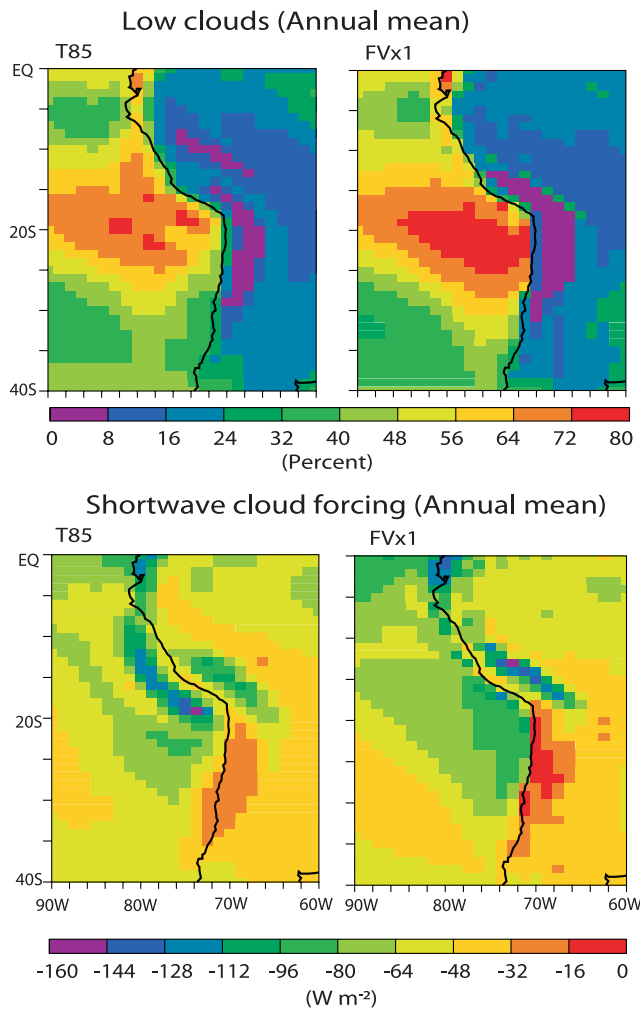 Low clouds (Annual mean)
T85 FVx1
EQ
20S
40S
0 8 16 24 32 40 48 56 64 72 80
(Percent)
Shortwave cloud forcing (Annual mean)
T85 FVx1
EQ
20S
40S
90W 80W 70W 60W 90W 80W 70W 60W
-160 -144 -128 -112 -96 -80 -64 -48 -32 -16 0
(W m⁻²)